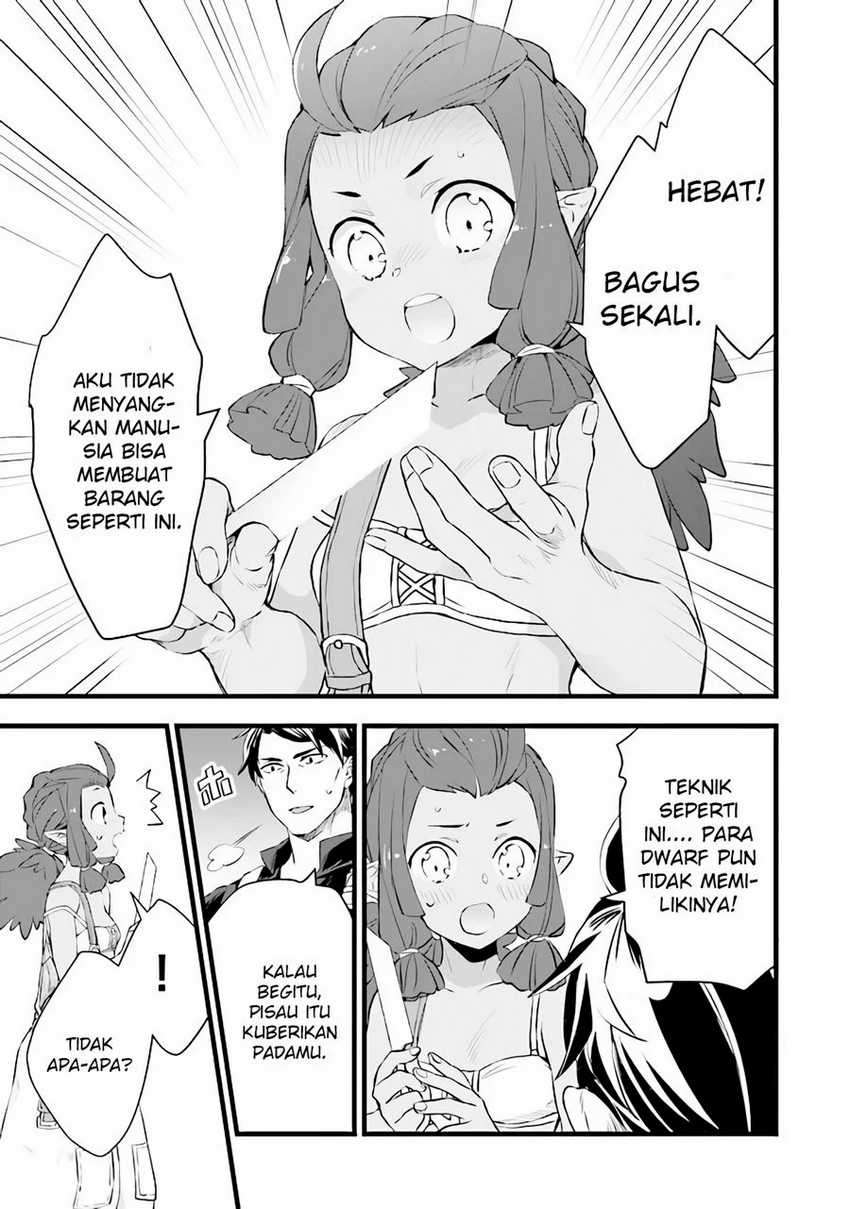 HEBAT!
BAGUS
SEKALI.
AKU TIDAK
MENYANG-
KAN MANU-
SIA BISA
MEMBUAT
BARANG
SEPERTI INI.
TEKNIK
SEPERTI
INI.... PARA
DWARF PUN
TIDAK MEMI-
LIKINYA!
ホ
KALAU
BEGITU,
PISAU ITU
KUBERIKAN
PADAMU.
!
TIDAK
APA-APA?